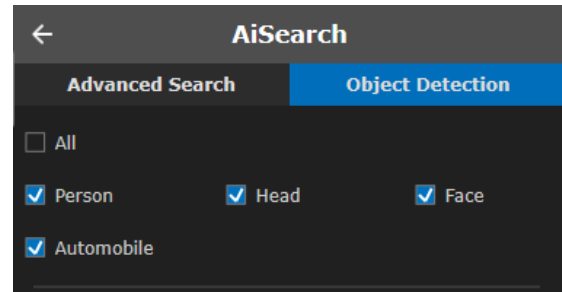 AiSearch
Advanced Search Object Detection
All
Person Head Face
Automobile